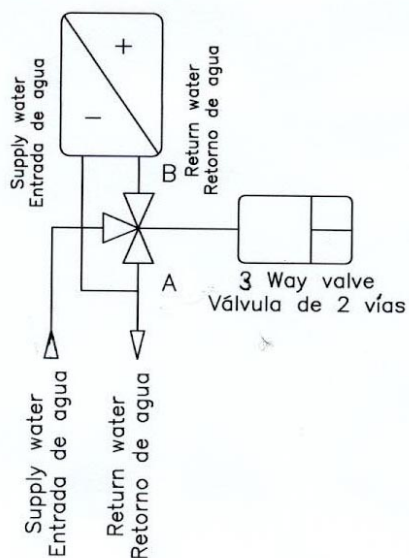 Supply water
Entrada de agua
+
−
Return water
Retorno de agua
B
A
3 Way valve
Válvula de 2 vías
Supply water
Entrada de agua
Return water
Retorno de agua